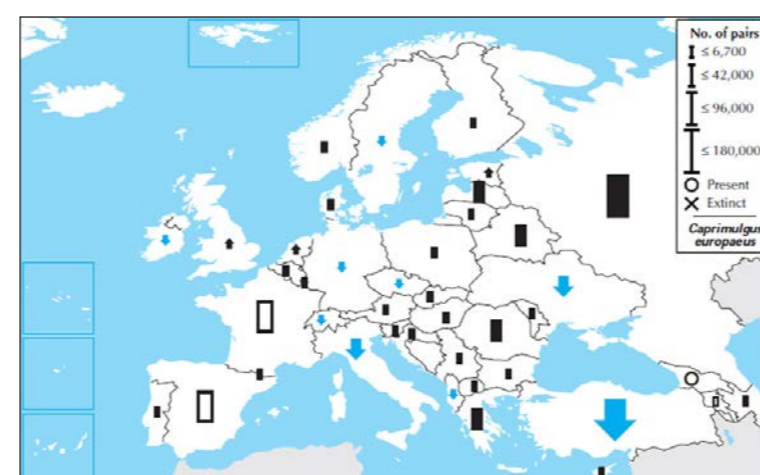 No. of pairs
≤ 6,700
≤ 42,000
≤ 96,000
≤ 180,000
Present
Extinct
Caprimulgus
europaeus